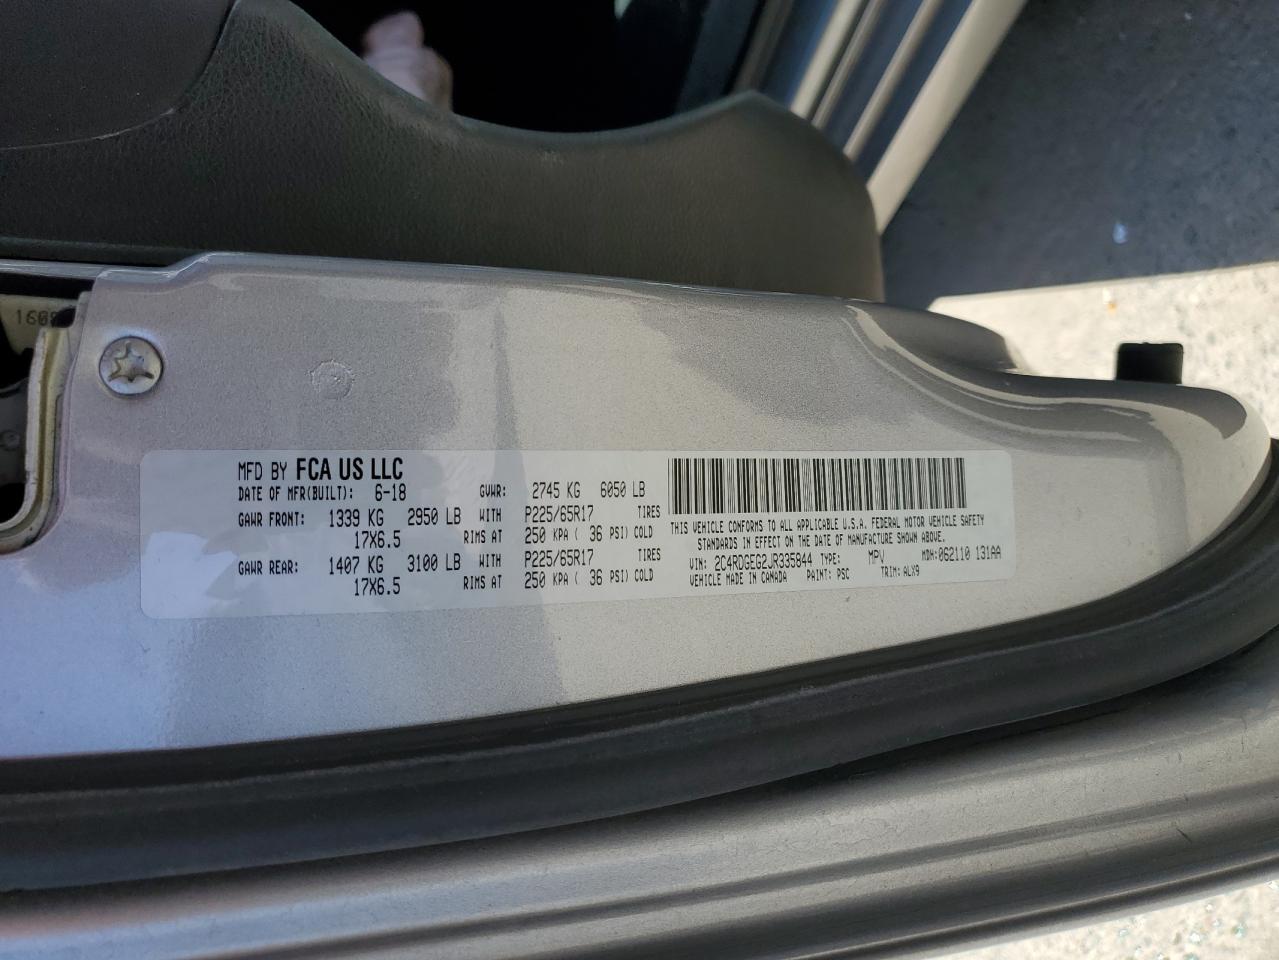 160
MFD BY FCA US LLC
DATE OF MFR(BUILT): 6-18 GVWR: 2745 KG 6050 LB
GAWR FRONT: 1339 KG 2950 LB WITH P225/65R17 TIRES
17X6.5 RIMS AT 250 KPA ( 36 PSI) COLD
GAWR REAR: 1407 KG 3100 LB WITH P225/65R17 TIRES
17X6.5 RIMS AT 250 KPA ( 36 PSI) COLD
THIS VEHICLE CONFORMS TO ALL APPLICABLE U.S.A. FEDERAL MOTOR VEHICLE SAFETY
STANDARDS IN EFFECT ON THE DATE OF MANUFACTURE SHOWN ABOVE.
VIN: 2C4RDGEG2JR335844 TYPE: MPV MDH: 062110 131AA
VEHICLE MADE IN CANADA PAINT: PSC TRIM: ALX9